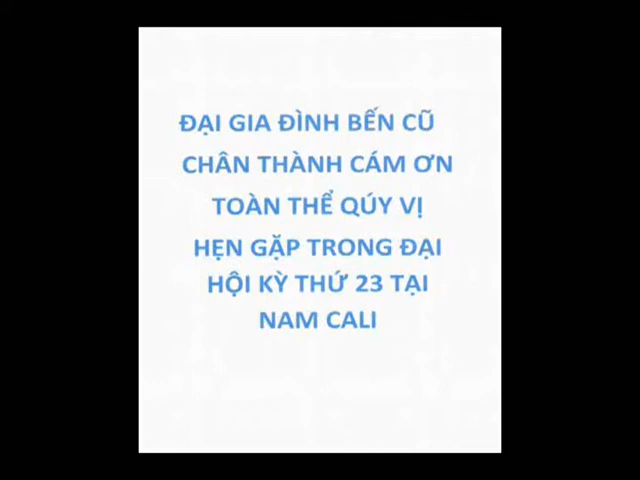 ĐẠI GIA ĐÌNH BẾN CŨ
CHÂN THÀNH CÁM ƠN
TOÀN THỂ QÚY VỊ
HẸN GẶP TRONG ĐẠI
HỘI KỲ THỨ 23 TẠI
NAM CALI